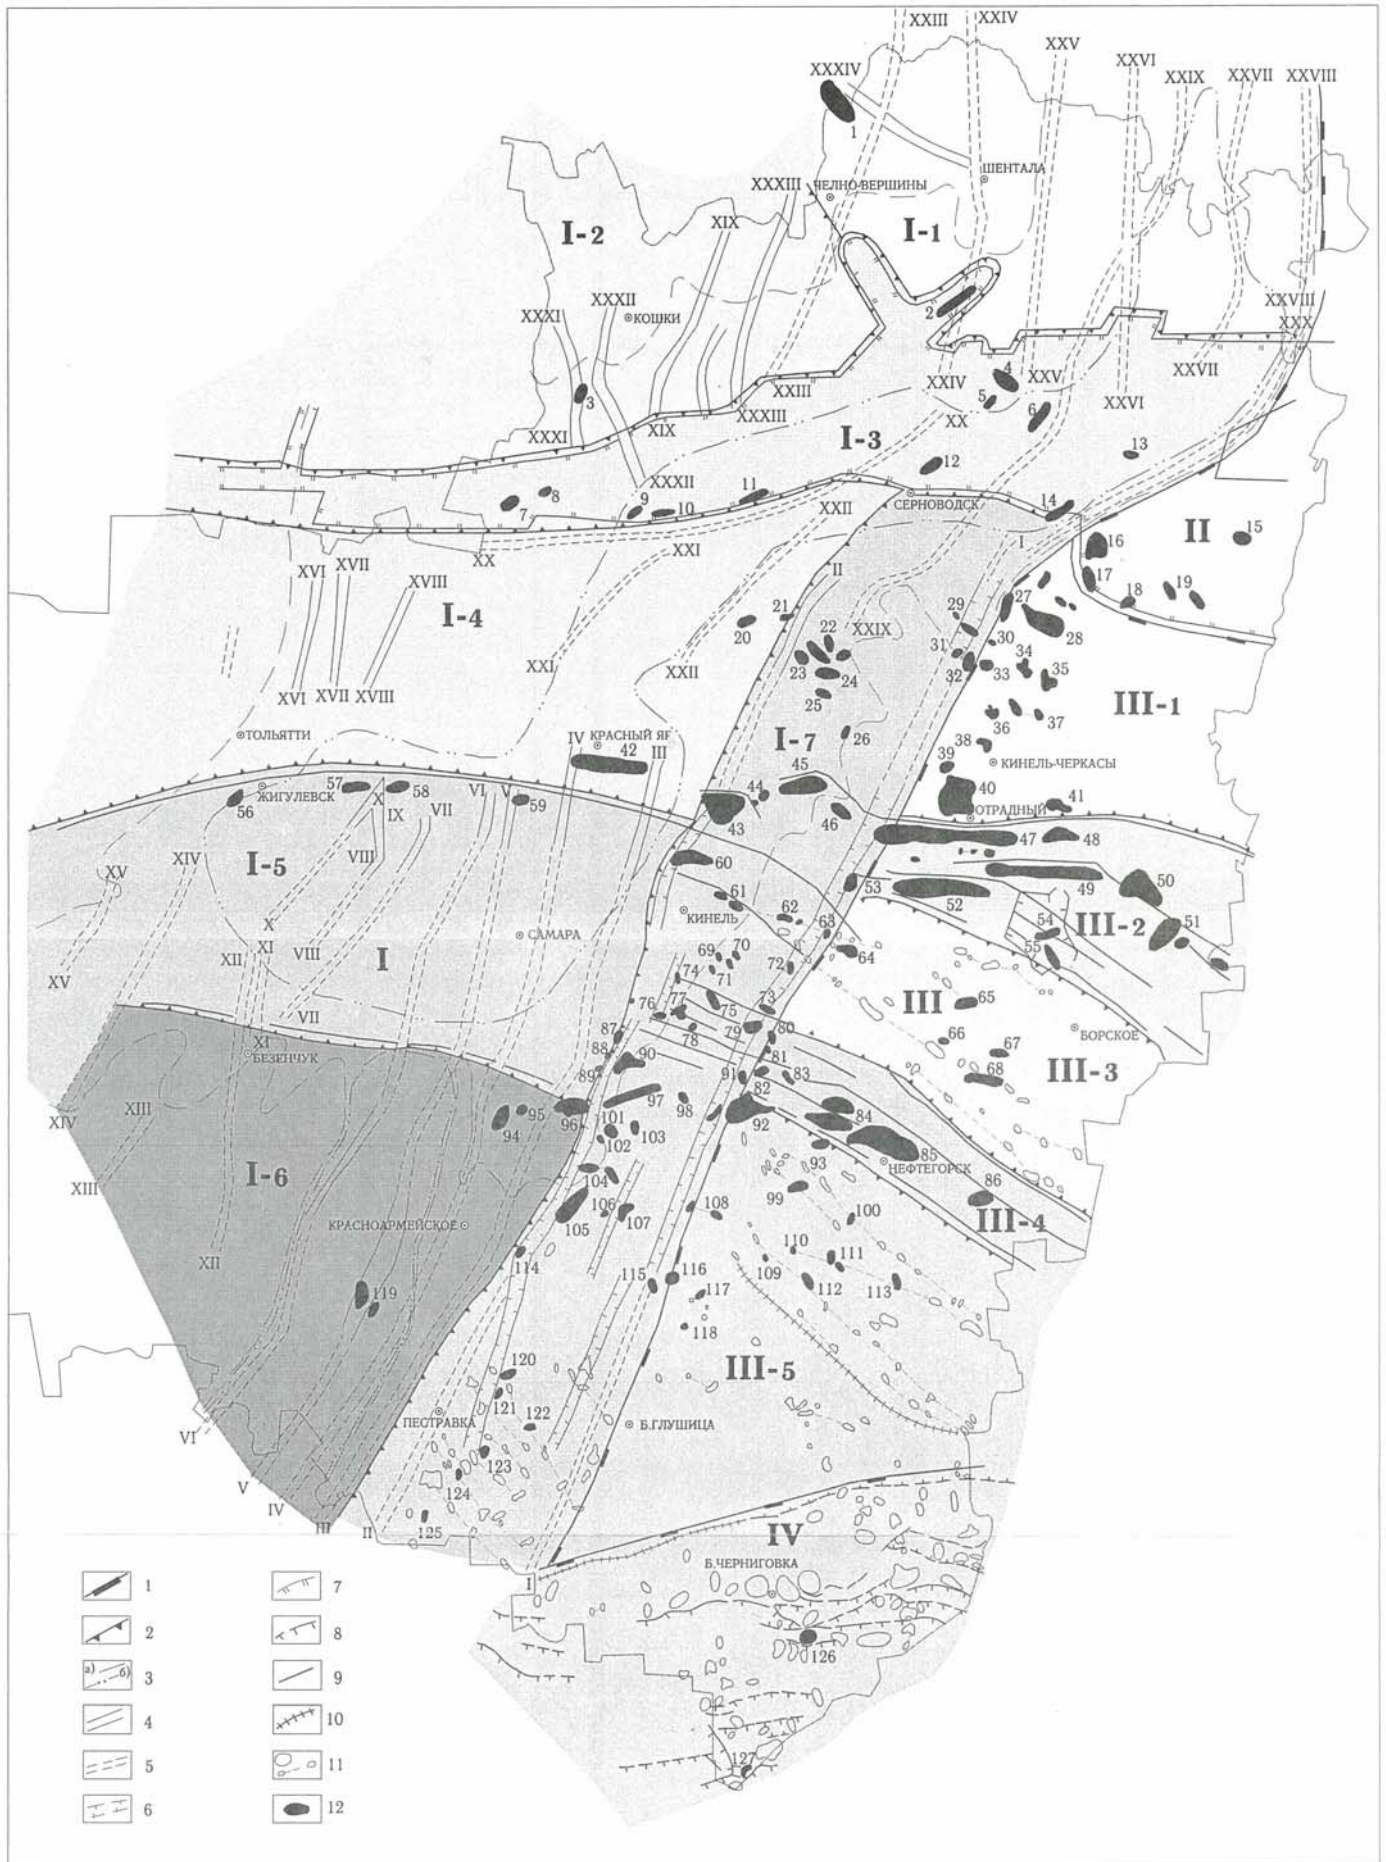 XXIII XXIV
XXV
XXVI
XXIX XXVII XXVIII
XXXIV
1
ШЕНТАЛА
XXXIII ЧЕЛНО-ВЕРШИНЫ
I-2 XIX I-1
XXXII
XXXI КОШКИ
2
XXVIII
XXX
3
4
5
6
XXIII XXIV XXV XXVII
XXXI XIX XXXIII XX XXVI
I-3
13
12
XXXII
7 8 9 10 11
СЕРНОВОДСК
14
XXII
II
15
16
17
18
19
I
XX
XXI
II
XVI XVII XVIII
I-4
20 21
22
XXIX
23
24
25
26
27
28
29
30
31
32 33 34 35
XXI XXII
XVI XVII XVIII
III-1
36 37
38
39
КИНЕЛЬ-ЧЕРКАСЫ
I-7
ТОЛЬЯТТИ
IV КРАСНЫЙ ЯР III
42
45
44
43
46
40
41
ОТРАДНЫЙ
57 58
ЖИГУЛЕВСК
56
X
IX
VI V
VII
59
47 48
VIII
XIV
XV
I-5
60
61
КИНЕЛЬ
62
63
53 52 49 50
54 51
III-2
55
64
X
XI
XII VIII
I
САМАРА
XV
69 70
71
72
74
III
65
73
75
76 77
78
79 80
66
67
БОРСКОЕ
68
III-3
VII
XI
БЕЗЕНЧУК
87
88
89
90
81
91 82 83
XIII
XIV
94 95 96
97 98
101
102 103
92
84
85
НЕФТЕГОРСК
93
86
III-4
XIII
I-6
104
105 106 107
108
99
100
КРАСНОАРМЕЙСКОЕ
XII
114
110 111
109
112 113
115 116
117
118
119
III-5
120
121
122
ПЕСТРАВКА
Б.ГЛУШИЦА
123
124
VI
V
IV
III
II
125
I
IV
Б.ЧЕРНИГОВКА
126
127
1 7
2 8
а) б) 3 9
4 10
5 11
6 12